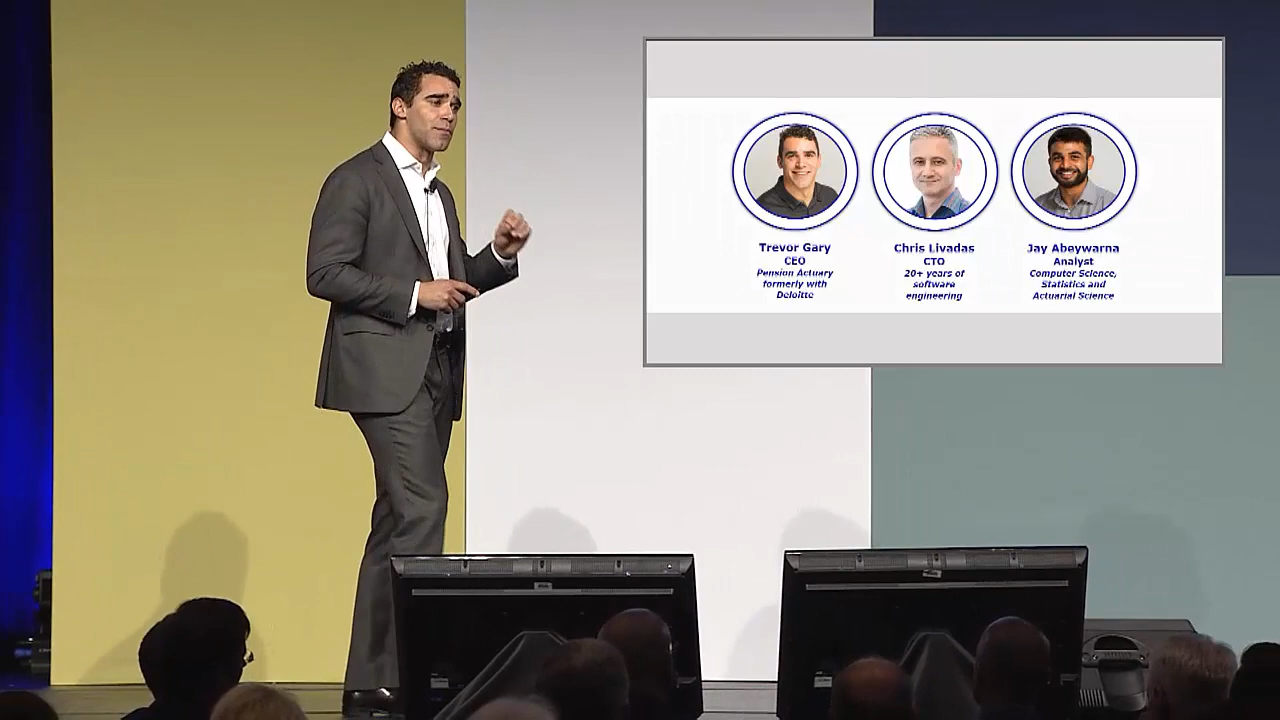 Trevor Gary
CEO
Pension Actuary
formerly with
Deloitte
Chris Livadas
CTO
20+ years of
software
engineering
Jay Abeywarna
Analyst
Computer Science,
Statistics and
Actuarial Science